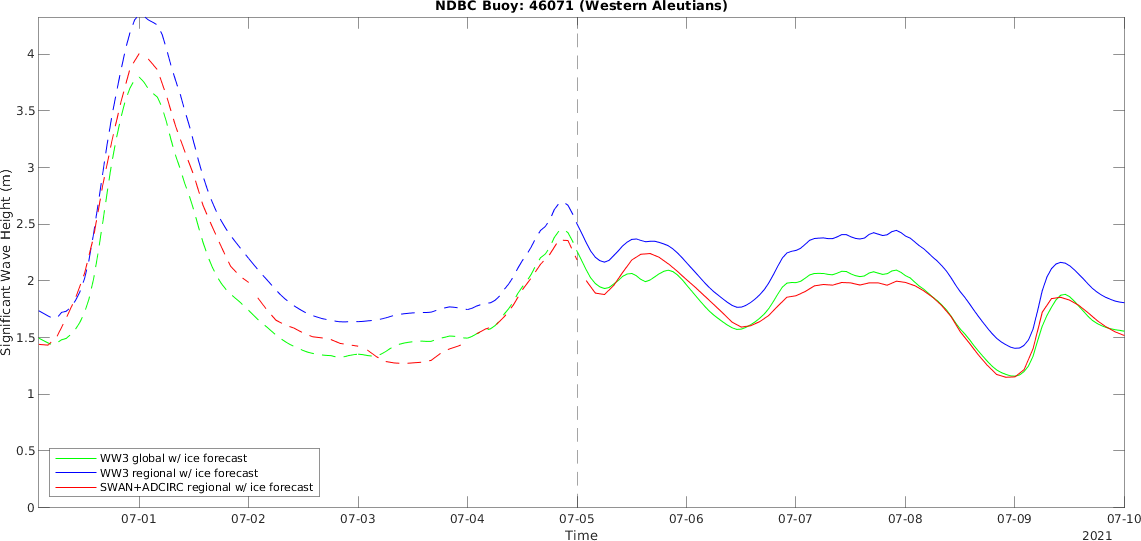 NDBC Buoy: 46071 (Western Aleutians)
4
3.5
3
2.5
2
1.5
1
0.5
0
Significant Wave Height (m)
WW3 global w/ ice forecast
WW3 regional w/ ice forecast
SWAN+ADCIRC regional w/ ice forecast
07-01 07-02 07-03 07-04 07-05 07-06 07-07 07-08 07-09 07-10
Time
2021